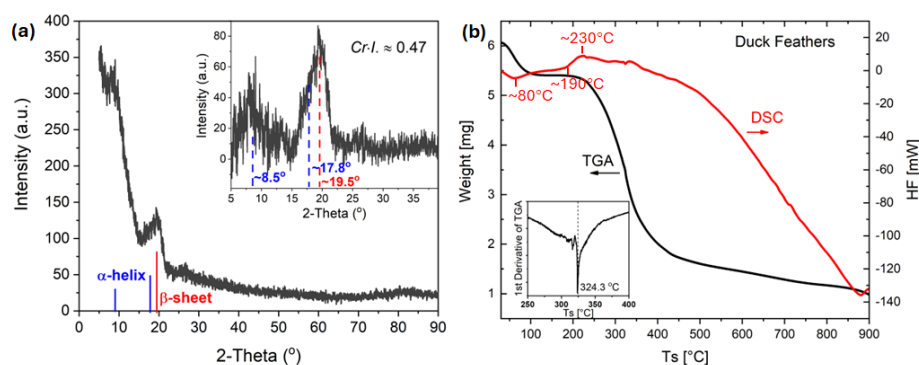 (a)
400
350
300
250
200
150
100
50
0
Intensity (a.u.)
0 10 20 30 40 50 60 70 80 90
2-Theta (°)
α-helix
β-sheet
80
60
40
20
0
Intensity (a.u.)
Cr·I. ≈ 0.47
~8.5°
~17.8°
~19.5°
5 10 15 20 25 30 35
2-Theta (°)
(b)
Duck Feathers
~230°C
~190°C
~80°C
DSC
TGA
6
5
4
3
2
1
Weight [mg]
20
0
-20
-40
-60
-80
-100
-120
-140
HF [mW]
1st Derivative of TGA
324.3 °C
250 300 350 400
Ts [°C]
100 200 300 400 500 600 700 800 900
Ts [°C]